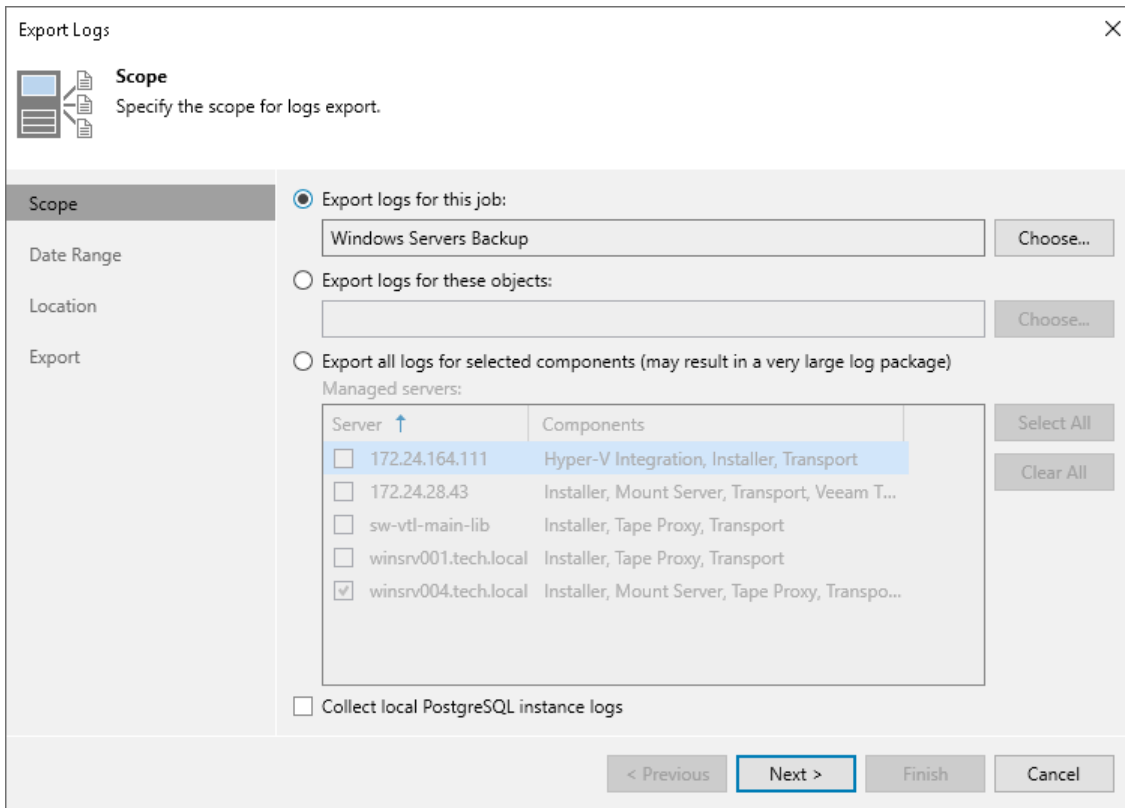 Export Logs
Scope
Specify the scope for logs export.
Scope
Date Range
Location
Export
Export logs for this job:
Windows Servers Backup
Choose...
Export logs for these objects:
Choose...
Export all logs for selected components (may result in a very large log package)
Managed servers:
Server Components
172.24.164.111 Hyper-V Integration, Installer, Transport
172.24.28.43 Installer, Mount Server, Transport, Veeam T...
sw-vtl-main-lib Installer, Tape Proxy, Transport
winsrv001.tech.local Installer, Tape Proxy, Transport
winsrv004.tech.local Installer, Mount Server, Tape Proxy, Transpo...
Select All
Clear All
Collect local PostgreSQL instance logs
< Previous
Next >
Finish
Cancel